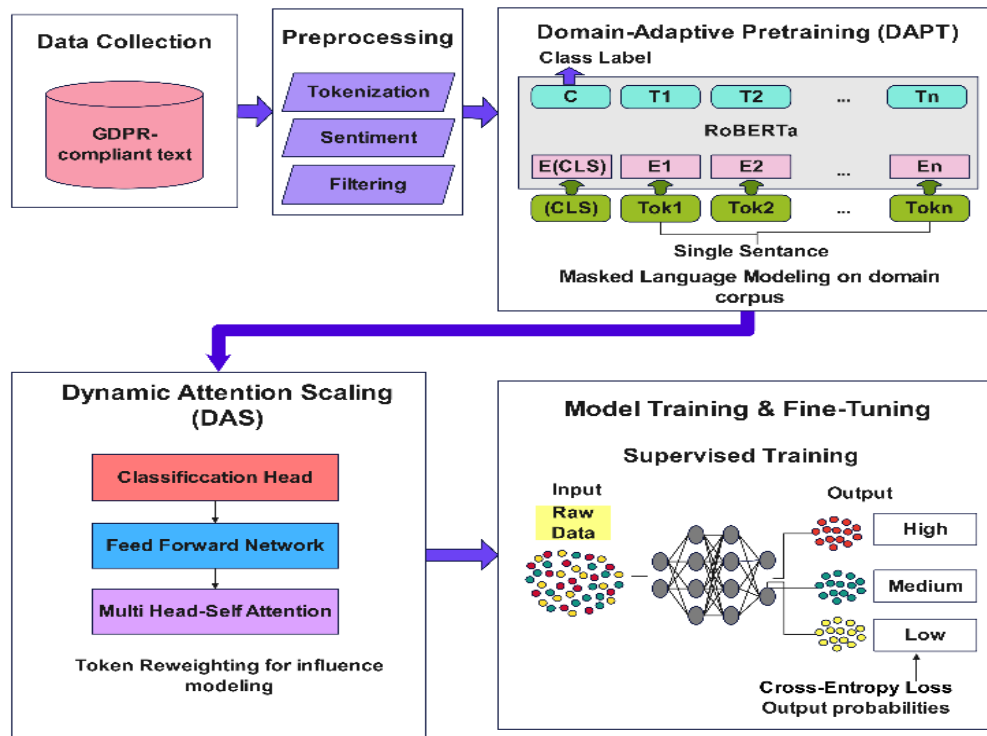 Data Collection
GDPR-
compliant text
Preprocessing
Tokenization
Sentiment
Filtering
Domain-Adaptive Pretraining (DAPT)
Class Label
C T1 T2 ... Tn
RoBERTa
E(CLS) E1 E2 ... En
(CLS) Tok1 Tok2 ... Tokn
Single Sentance
Masked Language Modeling on domain
corpus
Dynamic Attention Scaling
(DAS)
Classificcation Head
Feed Forward Network
Multi Head-Self Attention
Token Reweighting for influence
modeling
Model Training & Fine-Tuning
Supervised Training
Input
Raw
Data
Output
High
Medium
Low
Cross-Entropy Loss
Output probabilities